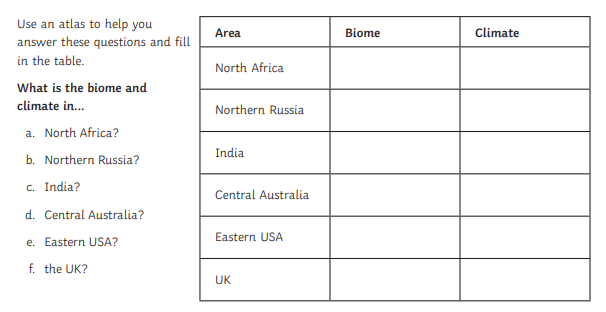 Use an atlas to help you
answer these questions and fill
in the table.
What is the biome and
climate in...
a. North Africa?
b. Northern Russia?
c. India?
d. Central Australia?
e. Eastern USA?
f. the UK?
Area Biome Climate
North Africa
Northern Russia
India
Central Australia
Eastern USA
UK